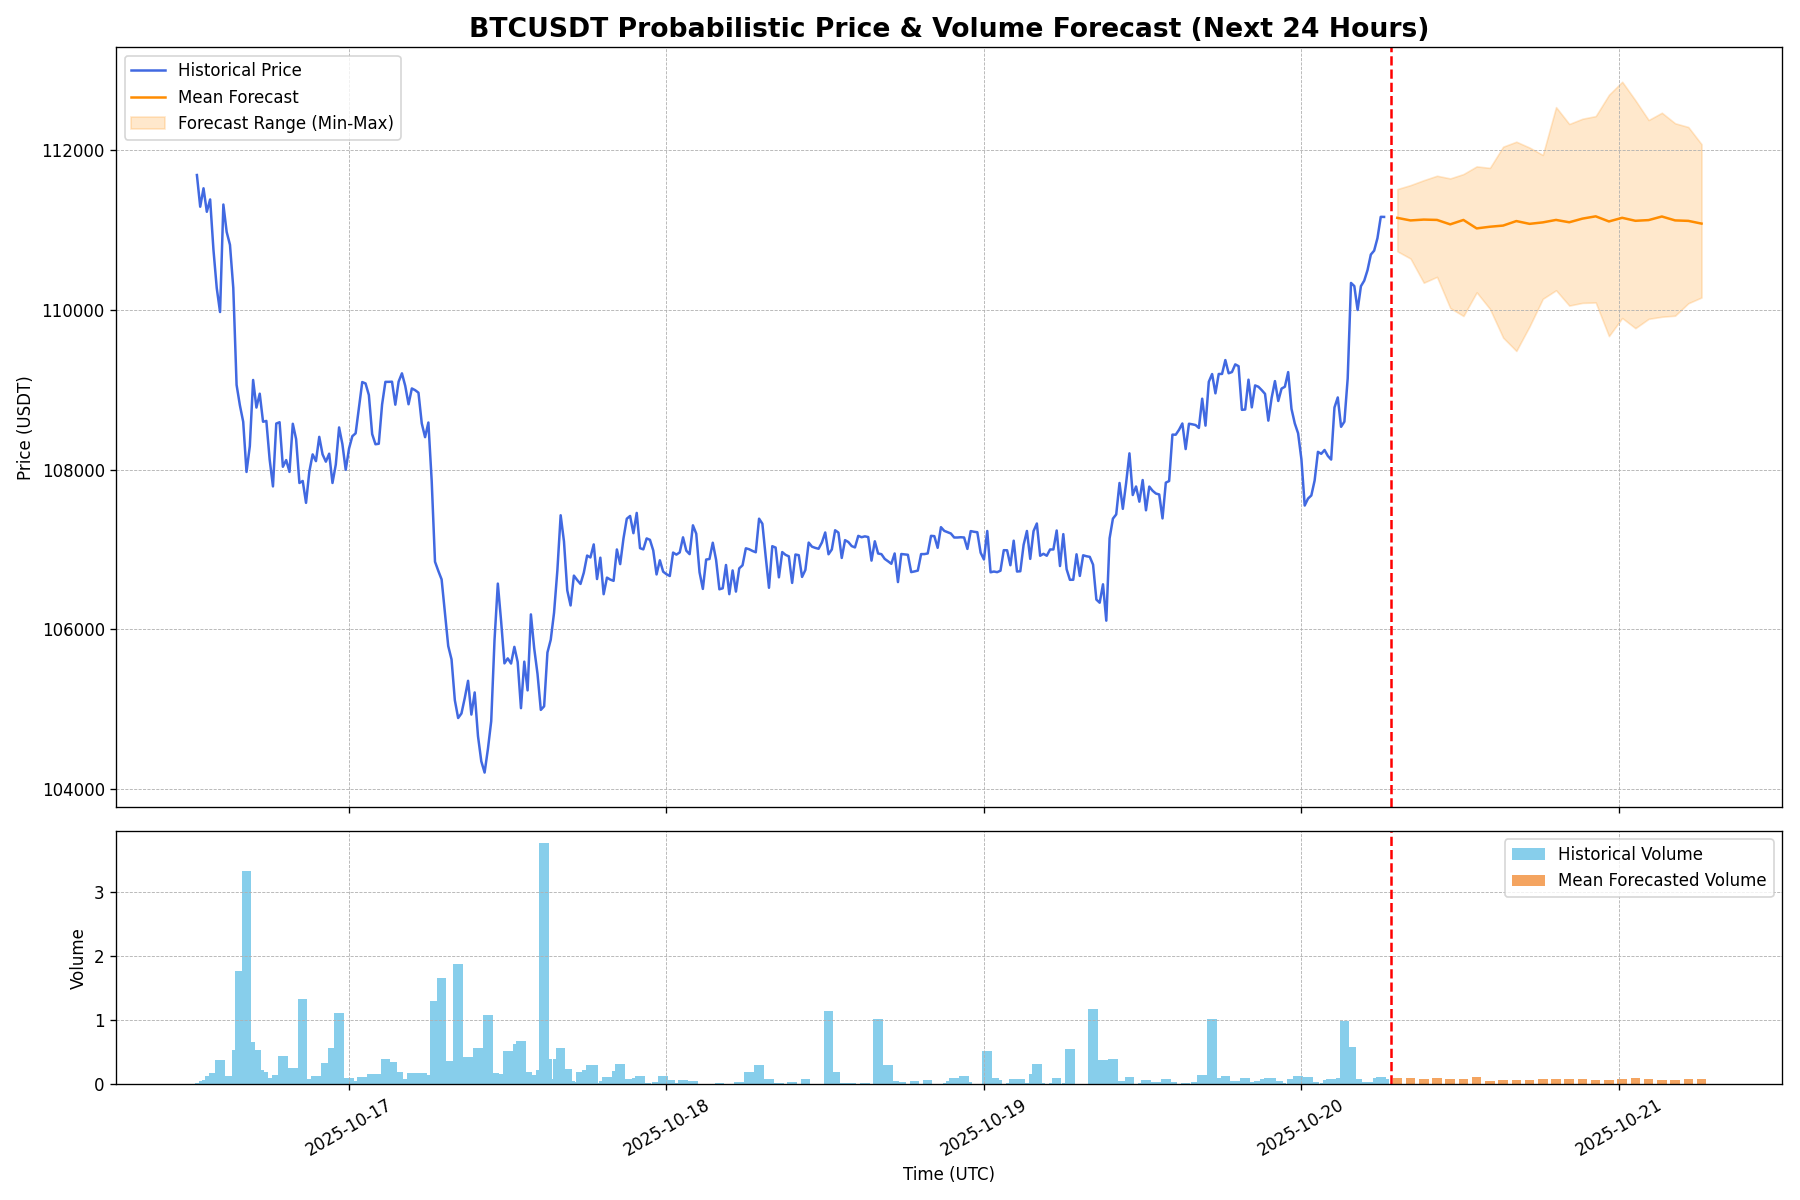 BTCUSDT Probabilistic Price & Volume Forecast (Next 24 Hours)
Historical Price
Mean Forecast
Forecast Range (Min-Max)
112000
110000
108000
106000
104000
Price (USDT)
Historical Volume
Mean Forecasted Volume
3
2
1
0
Volume
2025-10-17
2025-10-18
2025-10-19
2025-10-20
2025-10-21
Time (UTC)